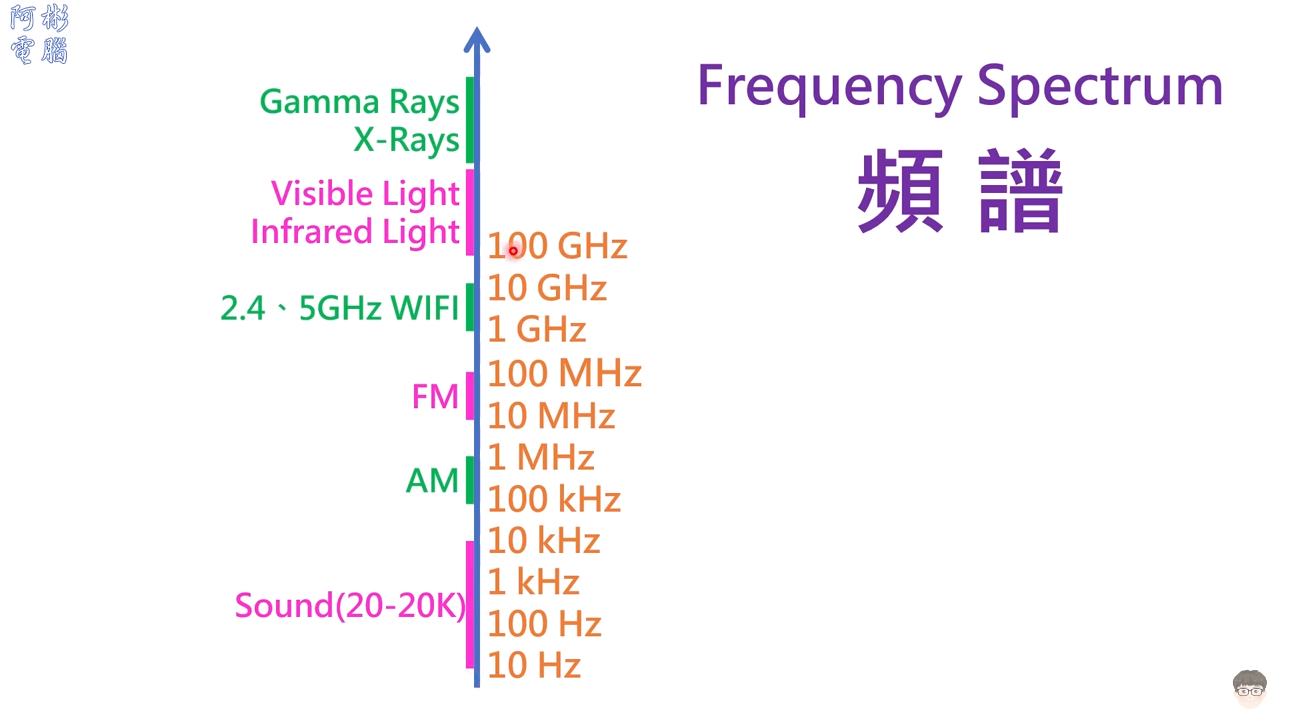 阿彬
電腦
Frequency Spectrum
頻譜
Gamma Rays
X-Rays
Visible Light
Infrared Light
2.4、5GHz WIFI
FM
AM
Sound(20-20K)
100 GHz
10 GHz
1 GHz
100 MHz
10 MHz
1 MHz
100 kHz
10 kHz
1 kHz
100 Hz
10 Hz